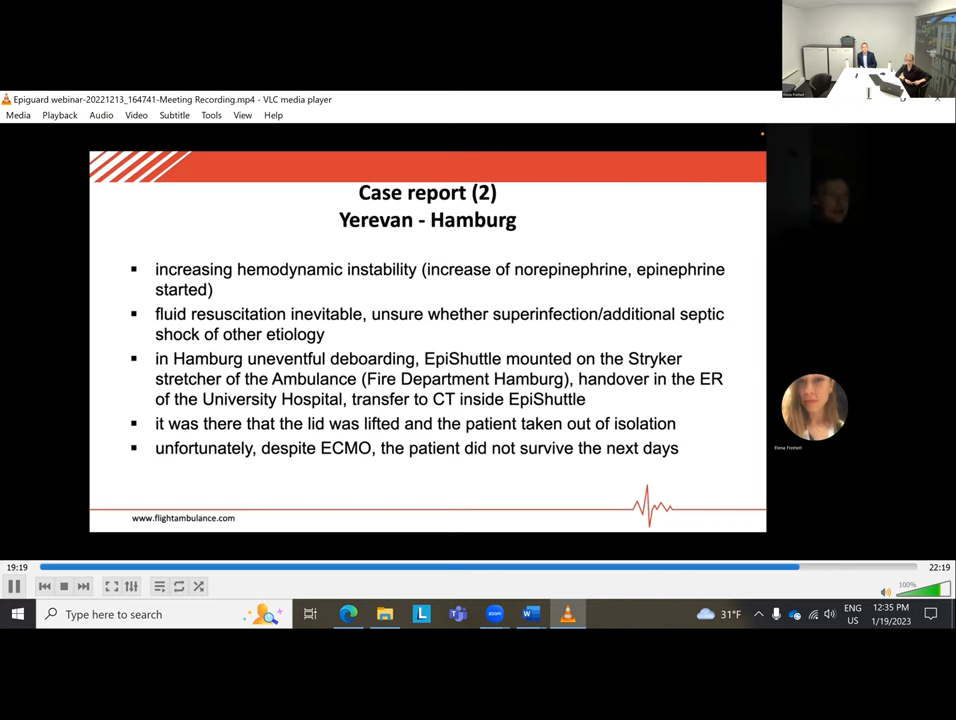 Elena Freiheit
Epiguard webinar-20221213_164741-Meeting Recording.mp4 - VLC media player
Media Playback Audio Video Subtitle Tools View Help
Case report (2)
Yerevan - Hamburg
▪ increasing hemodynamic instability (increase of norepinephrine, epinephrine
started)
▪ fluid resuscitation inevitable, unsure whether superinfection/additional septic
shock of other etiology
▪ in Hamburg uneventful deboarding, EpiShuttle mounted on the Stryker
stretcher of the Ambulance (Fire Department Hamburg), handover in the ER
of the University Hospital, transfer to CT inside EpiShuttle
▪ it was there that the lid was lifted and the patient taken out of isolation
▪ unfortunately, despite ECMO, the patient did not survive the next days
Elena Freiheit
www.flightambulance.com
19:19 22:19
100%
Type here to search
L
W
31°F
ENG
US
12:35 PM
1/19/2023